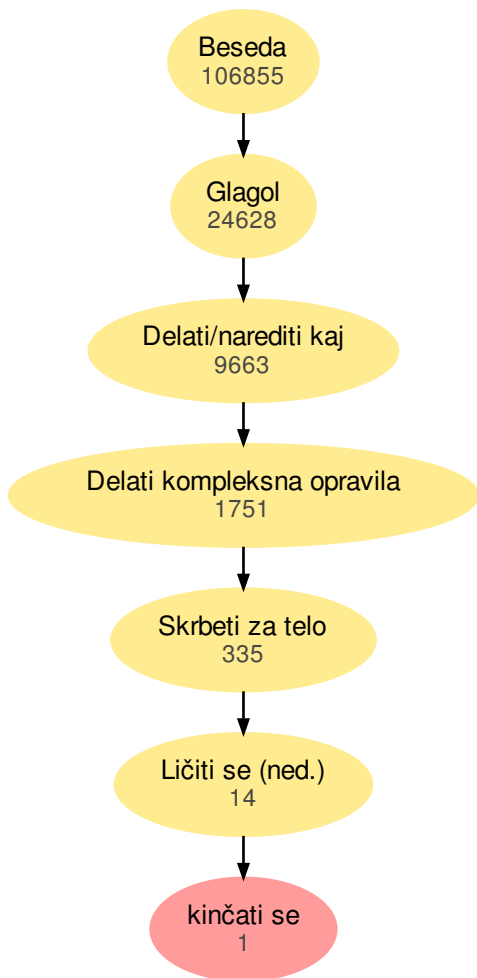 Beseda
106855
Glagol
24628
Delati/narediti kaj
9663
Delati kompleksna opravila
1751
Skrbeti za telo
335
Ličiti se (ned.)
14
kinčati se
1